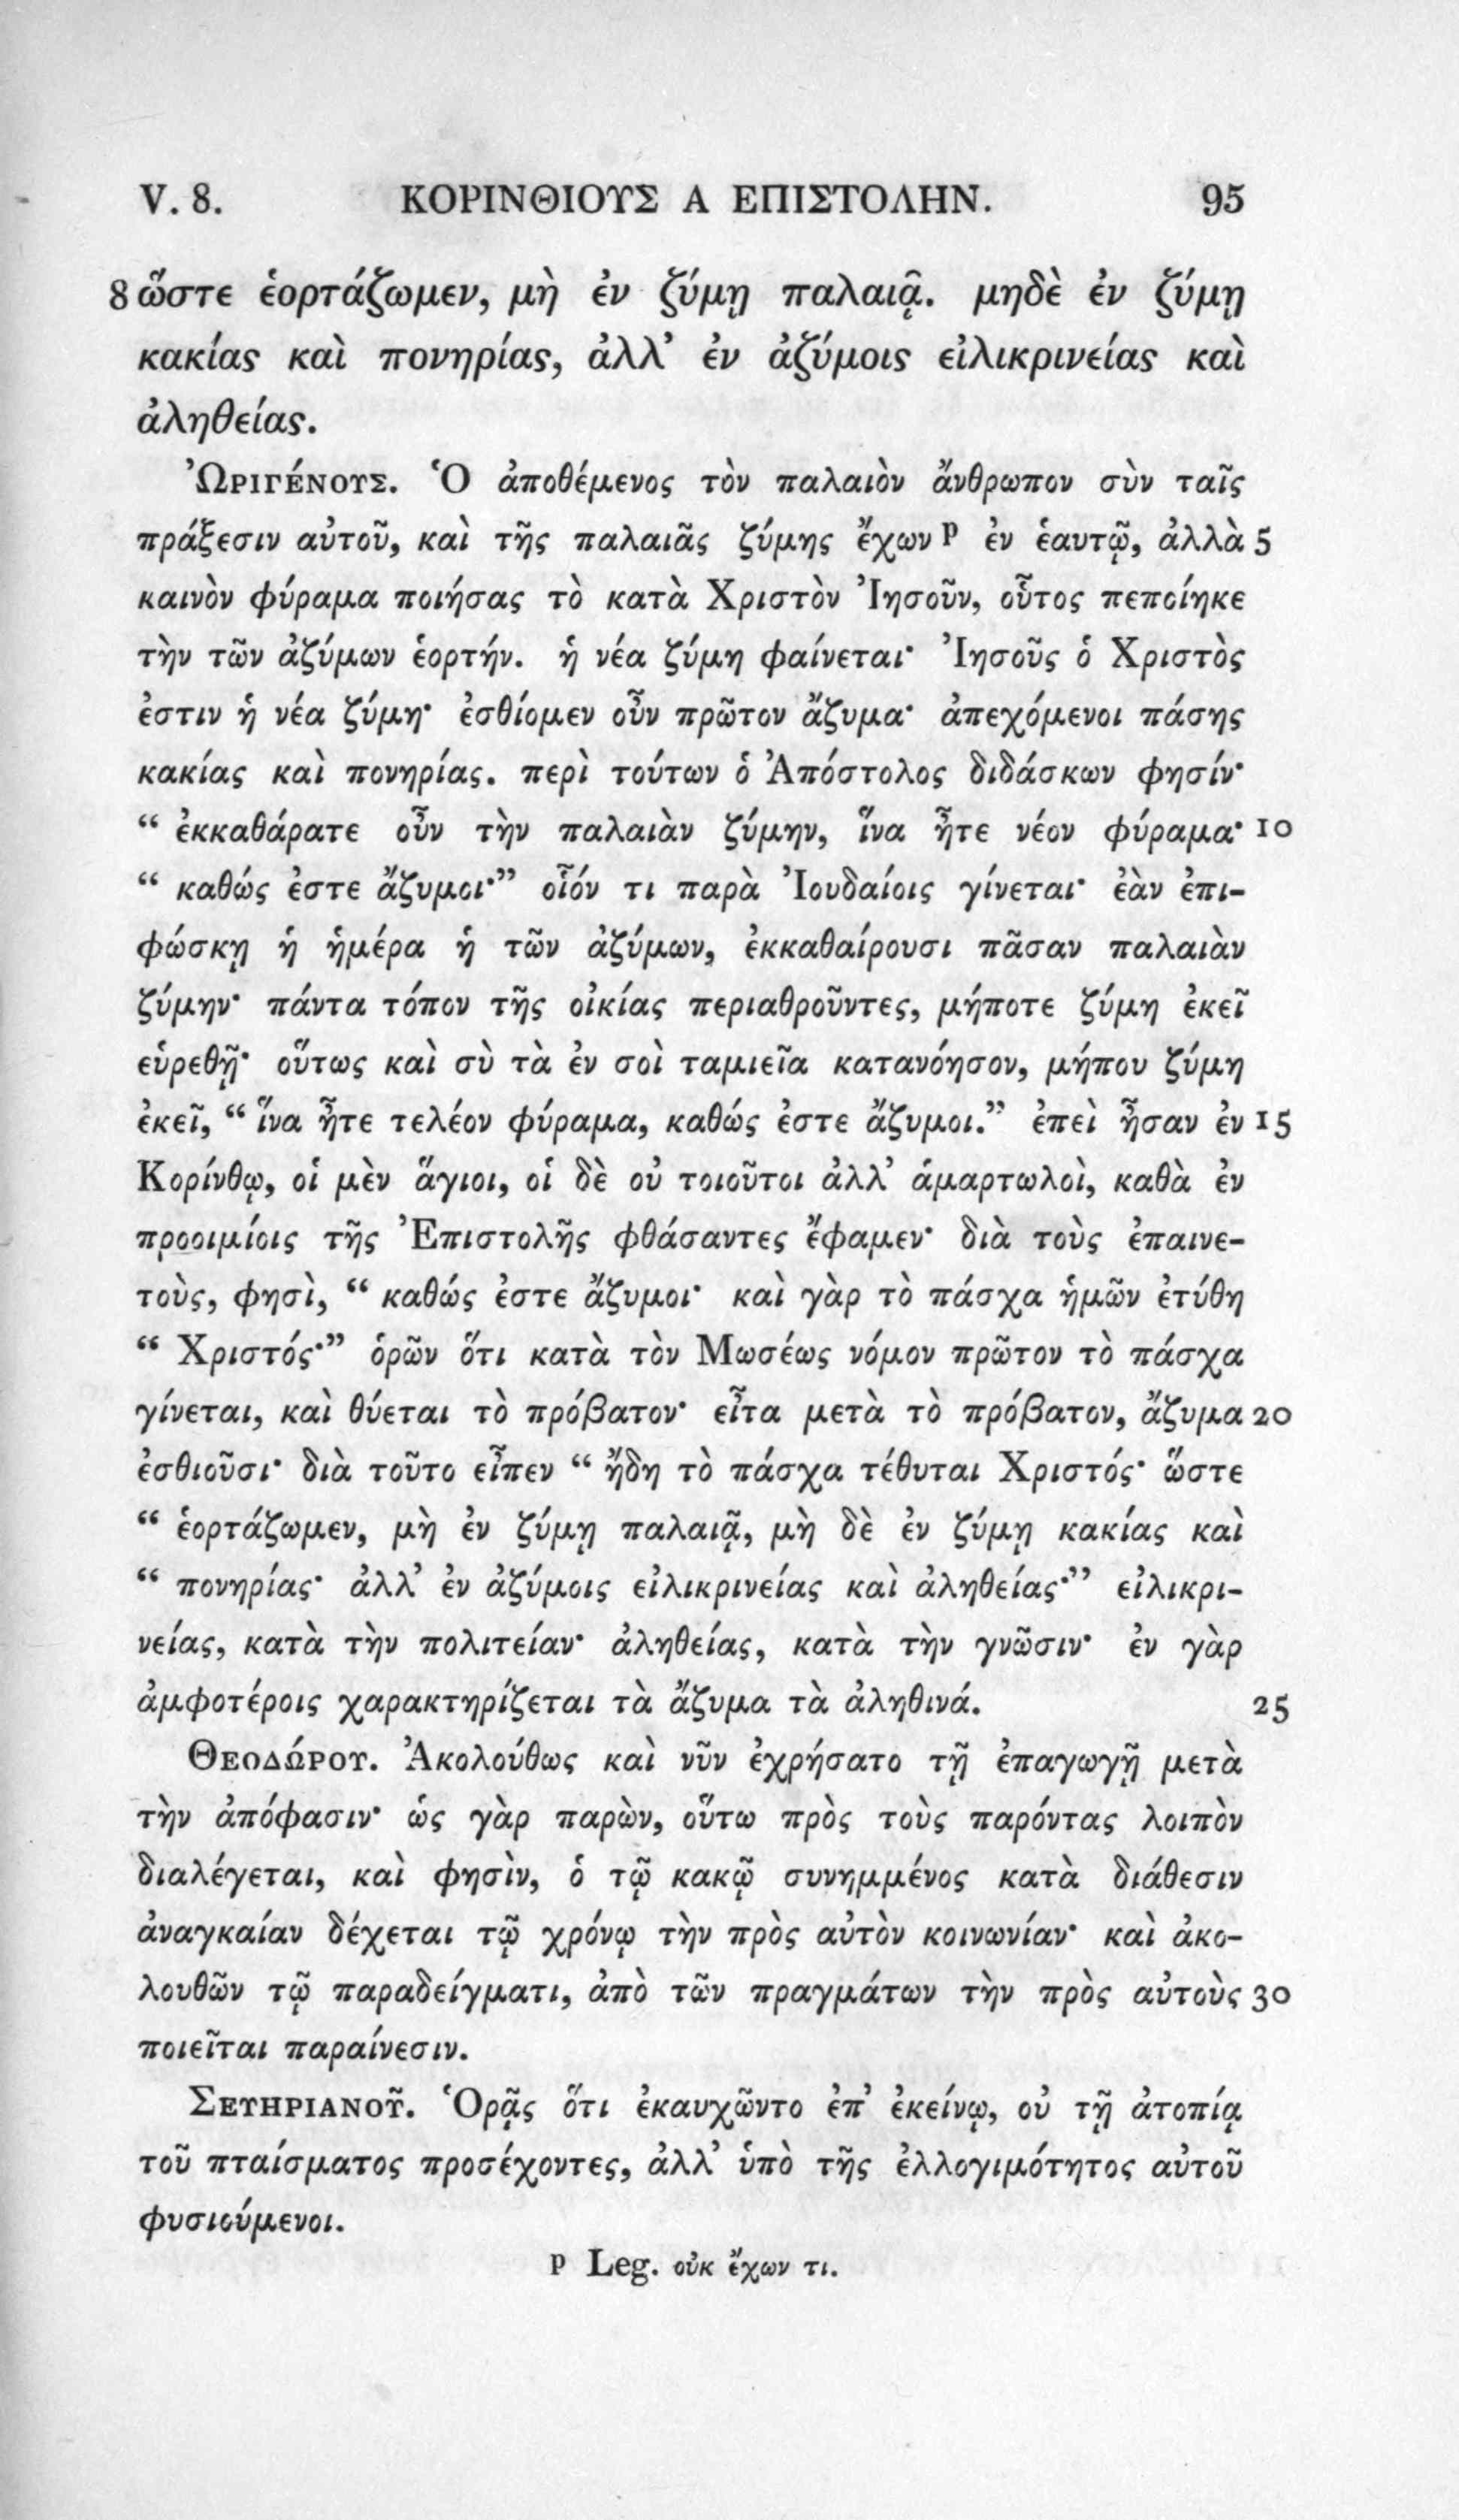 V. 8. ΚΟΡΙΝΘΙΟΥΣ Α ΕΠΙΣΤΟΛΗΝ. 95
8 ὥστε ἑορτάζωμεν, μὴ ἐν ζύμῃ παλαιᾷ. μηδὲ ἐν ζύμῃ
κακίας καὶ πονηρίας, ἀλλ’ ἐν ἀζύμοις εἰλικρινείας καὶ
ἀληθείας.
ὨΡΙΓΈΝΟΥΣ. Ὁ ἀποθέμενος τὸν παλαιὸν ἄνθρωπον σὺν ταῖς
πράξεσιν αὐτοῦ, καὶ τῆς παλαιᾶς ζύμης ἔχων p ἐν ἑαυτῷ, ἀλλὰ 5
καινὸν φύραμα ποιήσας τὸ κατὰ Χριστὸν Ἰησοῦν, οὗτος πεποίηκε
τὴν τῶν ἀζύμων ἑορτήν. ἡ νέα ζύμη φαίνεται· Ἰησοῦς ὁ Χριστὸς
ἐστιν ἡ νέα ζύμη· ἐσθίομεν οὖν πρῶτον ἄζυμα· ἀπεχόμενοι πάσης
κακίας καὶ πονηρίας. περὶ τούτων ὁ Ἀπόστολος διδάσκων φησίν·
“ ἐκκαθάρατε οὖν τὴν παλαιὰν ζύμην, ἵνα ἦτε νέον φύραμα· 10
“ καθώς ἐστε ἄζυμοι·” οἷόν τι παρὰ Ἰουδαίοις γίνεται· ἐὰν ἐπι-
φώσκῃ ἡ ἡμέρα ἡ τῶν ἀζύμων, ἐκκαθαίρουσι πᾶσαν παλαιὰν
ζύμην· πάντα τόπον τῆς οἰκίας περιαθροῦντες, μήποτε ζύμη ἐκεῖ
εὑρεθῇ· οὕτως καὶ σὺ τὰ ἐν σοὶ ταμιεῖα κατανόησον, μήπου ζύμη
ἐκεῖ, “ ἵνα ἦτε τελέον φύραμα, καθώς ἐστε ἄζυμοι.” ἐπεὶ ἦσαν ἐν 15
Κορίνθῳ, οἱ μὲν ἅγιοι, οἱ δὲ οὐ τοιοῦτοι ἀλλ’ ἁμαρτωλοὶ, καθὰ ἐν
προοιμίοις τῆς Ἐπιστολῆς φθάσαντες ἔφαμεν· διὰ τοὺς ἐπαινε-
τοὺς, φησὶ, “ καθώς ἐστε ἄζυμοι· καὶ γὰρ τὸ πάσχα ἡμῶν ἐτύθη
“ Χριστός·” ὁρῶν ὅτι κατὰ τὸν Μωσέως νόμον πρῶτον τὸ πάσχα
γίνεται, καὶ θύεται τὸ πρόβατον· εἶτα μετὰ τὸ πρόβατον, ἄζυμα 20
ἐσθιοῦσι· διὰ τοῦτο εἶπεν “ ἤδη τὸ πάσχα τέθυται Χριστός· ὥστε
“ ἑορτάζωμεν, μὴ ἐν ζύμῃ παλαιᾷ, μὴ δὲ ἐν ζύμῃ κακίας καὶ
“ πονηρίας· ἀλλ’ ἐν ἀζύμοις εἰλικρινείας καὶ ἀληθείας·” εἰλικρι-
νείας, κατὰ τὴν πολιτείαν· ἀληθείας, κατὰ τὴν γνῶσιν· ἐν γὰρ
ἀμφοτέροις χαρακτηρίζεται τὰ ἄζυμα τὰ ἀληθινά. 25
ΘΕΟΔΏΡΟΥ. Ἀκολούθως καὶ νῦν ἐχρήσατο τῇ ἐπαγωγῇ μετὰ
τὴν ἀπόφασιν· ὡς γὰρ παρὼν, οὕτω πρὸς τοὺς παρόντας λοιπὸν
διαλέγεται, καὶ φησὶν, ὁ τῷ κακῷ συνημμένος κατὰ διάθεσιν
ἀναγκαίαν δέχεται τῷ χρόνῳ τὴν πρὸς αὐτὸν κοινωνίαν· καὶ ἀκο-
λουθῶν τῷ παραδείγματι, ἀπὸ τῶν πραγμάτων τὴν πρὸς αὐτοὺς 30
ποιεῖται παραίνεσιν.
ΣΕΥΗΡΙΑΝΟΥ͂. Ὁρᾷς ὅτι ἐκαυχῶντο ἐπ’ ἐκείνῳ, οὐ τῇ ἀτοπίᾳ
τοῦ πταίσματος προσέχοντες, ἀλλ’ ὑπὸ τῆς ἐλλογιμότητος αὐτοῦ
φυσιούμενοι.
p Leg. οὐκ ἔχων τι.